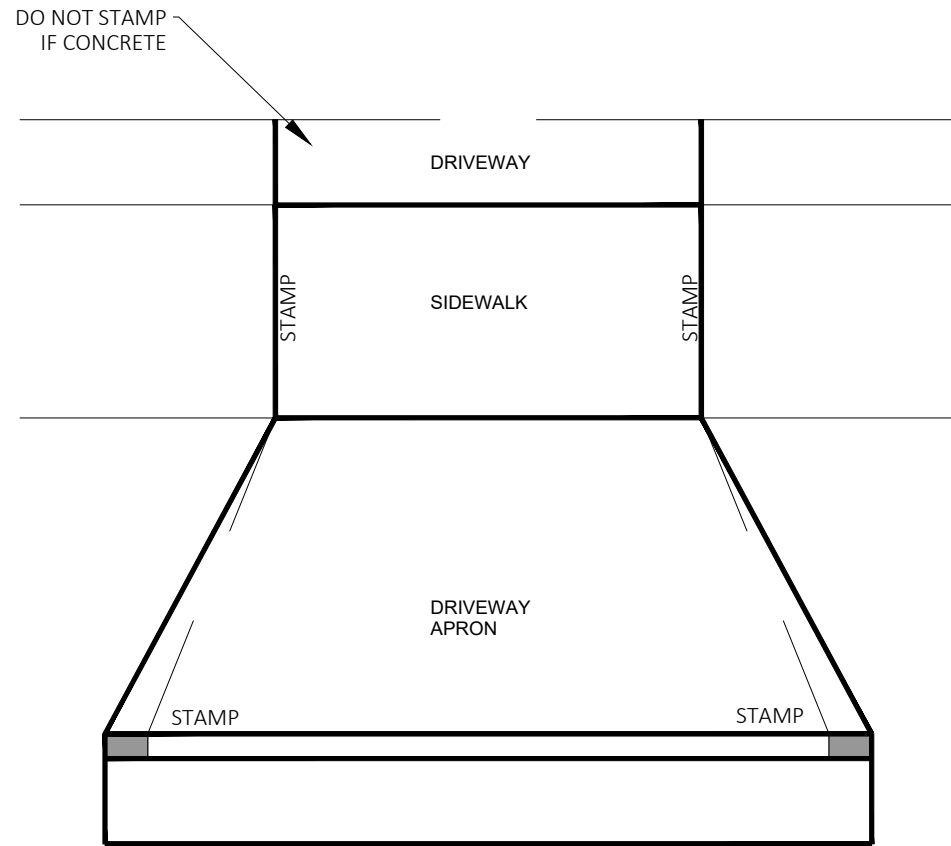 DO NOT STAMP
IF CONCRETE
DRIVEWAY
STAMP
SIDEWALK
STAMP
DRIVEWAY
APRON
STAMP
STAMP